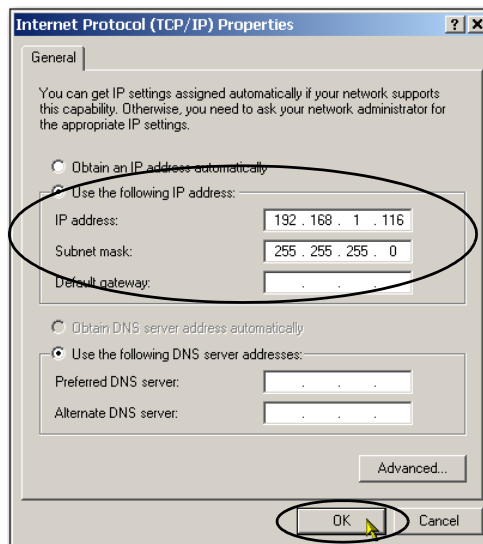 Internet Protocol (TCP/IP) Properties
General
You can get IP settings assigned automatically if your network supports
this capability. Otherwise, you need to ask your network administrator for
the appropriate IP settings.
Obtain an IP address automatically
Use the following IP address:
IP address: 192 . 168 . 1 . 116
Subnet mask: 255 . 255 . 255 . 0
Default gateway: . . .
Obtain DNS server address automatically
Use the following DNS server addresses:
Preferred DNS server: . . .
Alternate DNS server: . . .
Advanced...
OK Cancel